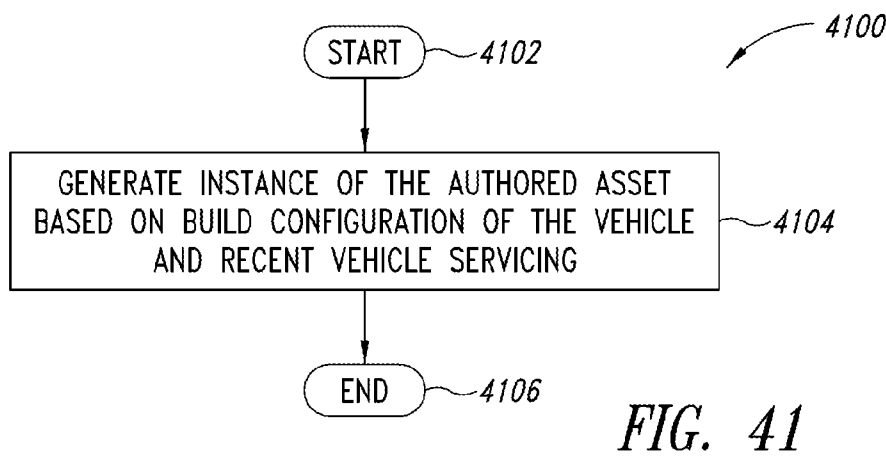 4100
START 4102
GENERATE INSTANCE OF THE AUTHORED ASSET
BASED ON BUILD CONFIGURATION OF THE VEHICLE
AND RECENT VEHICLE SERVICING
4104
END 4106
FIG. 41